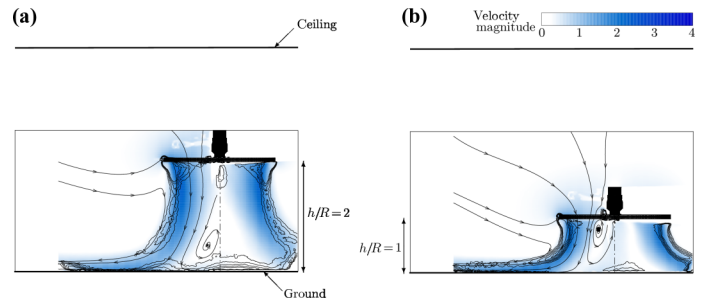 (a)
Ceiling
h/R = 2
Ground
(b)
Velocity
magnitude
0 1 2 3 4
h/R = 1